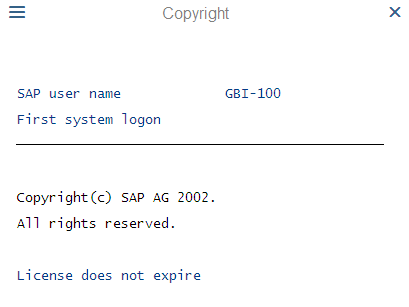 Copyright
SAP user name GBI-100
First system logon
Copyright(c) SAP AG 2002.
All rights reserved.
License does not expire